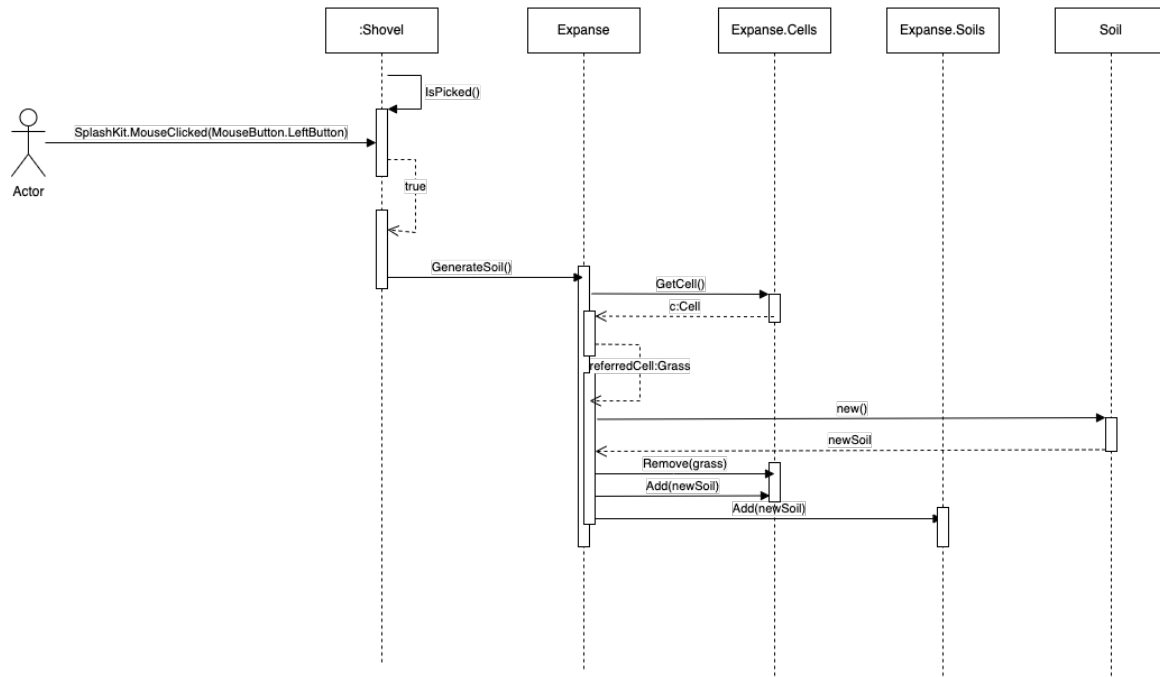 :Shovel
Expanse
Expanse.Cells
Expanse.Soils
Soil
IsPicked()
SplashKit.MouseClicked(MouseButton.LeftButton)
Actor
true
GenerateSoil()
GetCell()
c:Cell
referredCell:Grass
new()
newSoil
Remove(grass)
Add(newSoil)
Add(newSoil)